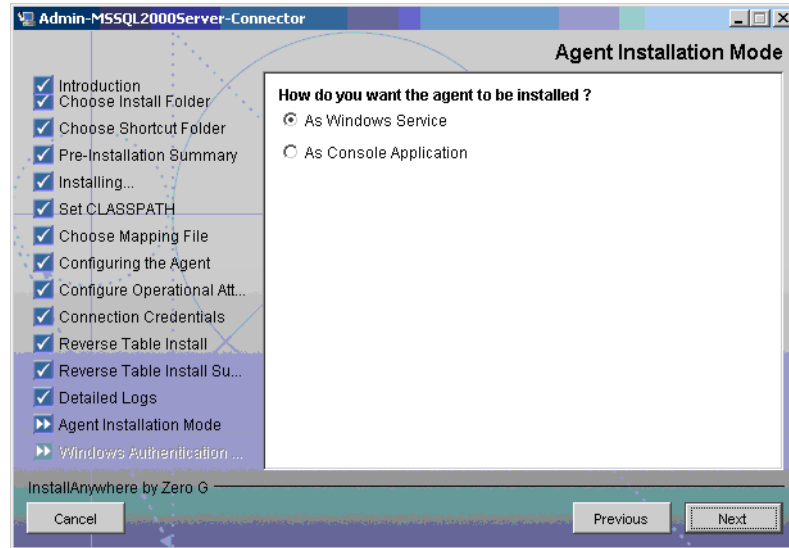 Admin-MSSQL2000Server-Connector
Agent Installation Mode
Introduction
Choose Install Folder
Choose Shortcut Folder
Pre-Installation Summary
Installing...
Set CLASSPATH
Choose Mapping File
Configuring the Agent
Configure Operational Att...
Connection Credentials
Reverse Table Install
Reverse Table Install Su...
Detailed Logs
Agent Installation Mode
Windows Authentication ...
How do you want the agent to be installed ?
As Windows Service
As Console Application
InstallAnywhere by Zero G
Cancel
Previous
Next